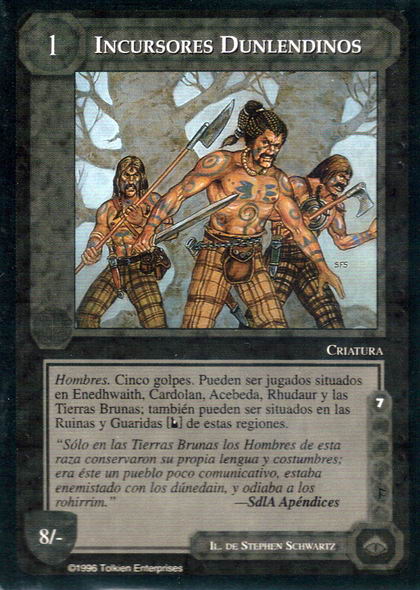 1
INCURSORES DUNLENDINOS
SFS
CRIATURA
Hombres. Cinco golpes. Pueden ser jugados situados
en Enedhwaith, Cardolan, Acebeda, Rhudaur y las
Tierras Brunas; también pueden ser situados en las
Ruinas y Guaridas [] de estas regiones.
7
“Sólo en las Tierras Brunas los Hombres de esta
raza conservaron su propia lengua y costumbres;
era éste un pueblo poco comunicativo, estaba
enemistado con los dúnedain, y odiaba a los
rohirrim.” —SdlA Apéndices
8/-
IL. DE STEPHEN SCHWARTZ
©1996 Tolkien Enterprises